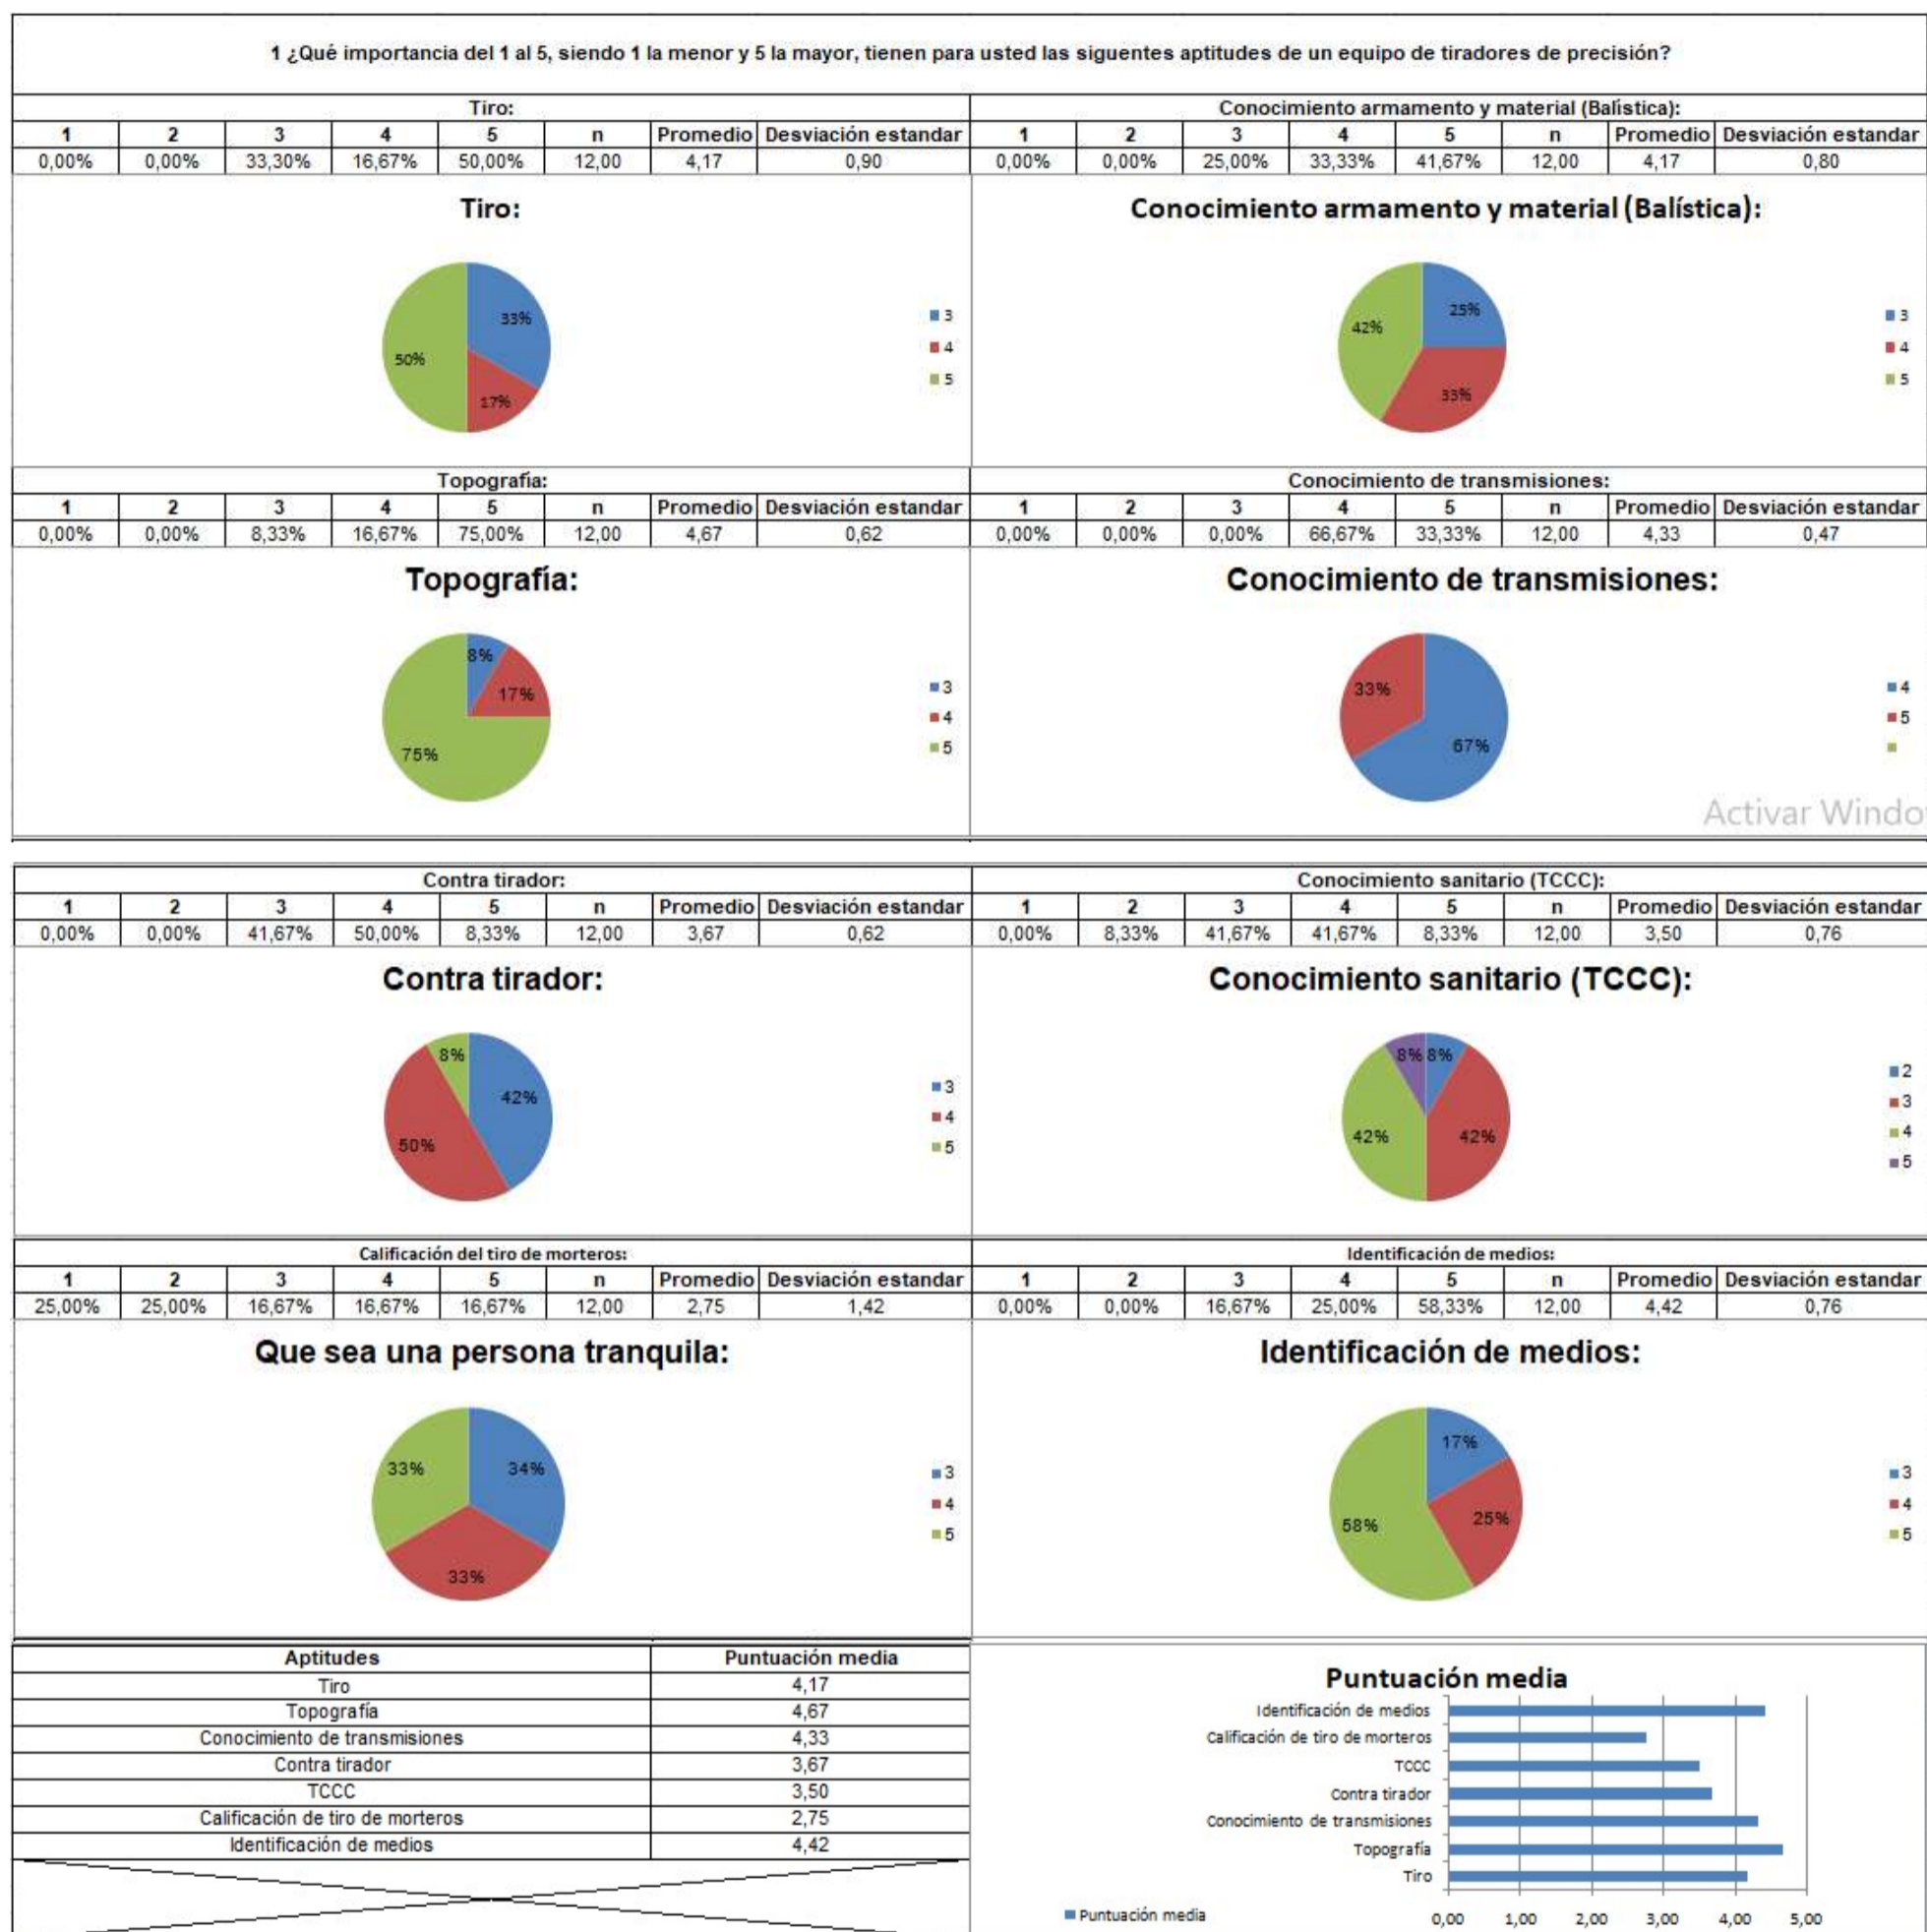 1 ¿Qué importancia del 1 al 5, siendo 1 la menor y 5 la mayor, tienen para usted las siguentes aptitudes de un equipo de tiradores de precisión?
Tiro: Conocimiento armamento y material (Balística):
1 2 3 4 5 n Promedio Desviación estandar 1 2 3 4 5 n Promedio Desviación estandar
0,00% 0,00% 33,30% 16,67% 50,00% 12,00 4,17 0,90 0,00% 0,00% 25,00% 33,33% 41,67% 12,00 4,17 0,80
Tiro:
33%
50%
17%
3
4
5
Conocimiento armamento y material (Balística):
25%
42%
33%
3
4
5
Topografía: Conocimiento de transmisiones:
1 2 3 4 5 n Promedio Desviación estandar 1 2 3 4 5 n Promedio Desviación estandar
0,00% 0,00% 8,33% 16,67% 75,00% 12,00 4,67 0,62 0,00% 0,00% 0,00% 66,67% 33,33% 12,00 4,33 0,47
Topografía:
8%
17%
75%
3
4
5
Conocimiento de transmisiones:
33%
67%
4
5
Activar Windo
Contra tirador: Conocimiento sanitario (TCCC):
1 2 3 4 5 n Promedio Desviación estandar 1 2 3 4 5 n Promedio Desviación estandar
0,00% 0,00% 41,67% 50,00% 8,33% 12,00 3,67 0,62 0,00% 8,33% 41,67% 41,67% 8,33% 12,00 3,50 0,76
Contra tirador:
8%
42%
50%
3
4
5
Conocimiento sanitario (TCCC):
8% 8%
42% 42%
2
3
4
5
Calificación del tiro de morteros: Identificación de medios:
1 2 3 4 5 n Promedio Desviación estandar 1 2 3 4 5 n Promedio Desviación estandar
25,00% 25,00% 16,67% 16,67% 16,67% 12,00 2,75 1,42 0,00% 0,00% 16,67% 25,00% 58,33% 12,00 4,42 0,76
Que sea una persona tranquila:
33% 34%
33%
3
4
5
Identificación de medios:
17%
25%
58%
3
4
5
Aptitudes Puntuación media
Tiro 4,17
Topografía 4,67
Conocimiento de transmisiones 4,33
Contra tirador 3,67
TCCC 3,50
Calificación de tiro de morteros 2,75
Identificación de medios 4,42
Puntuación media
Identificación de medios
Calificación de tiro de morteros
TCCC
Contra tirador
Conocimiento de transmisiones
Topografía
Tiro
Puntuación media
0,00 1,00 2,00 3,00 4,00 5,00